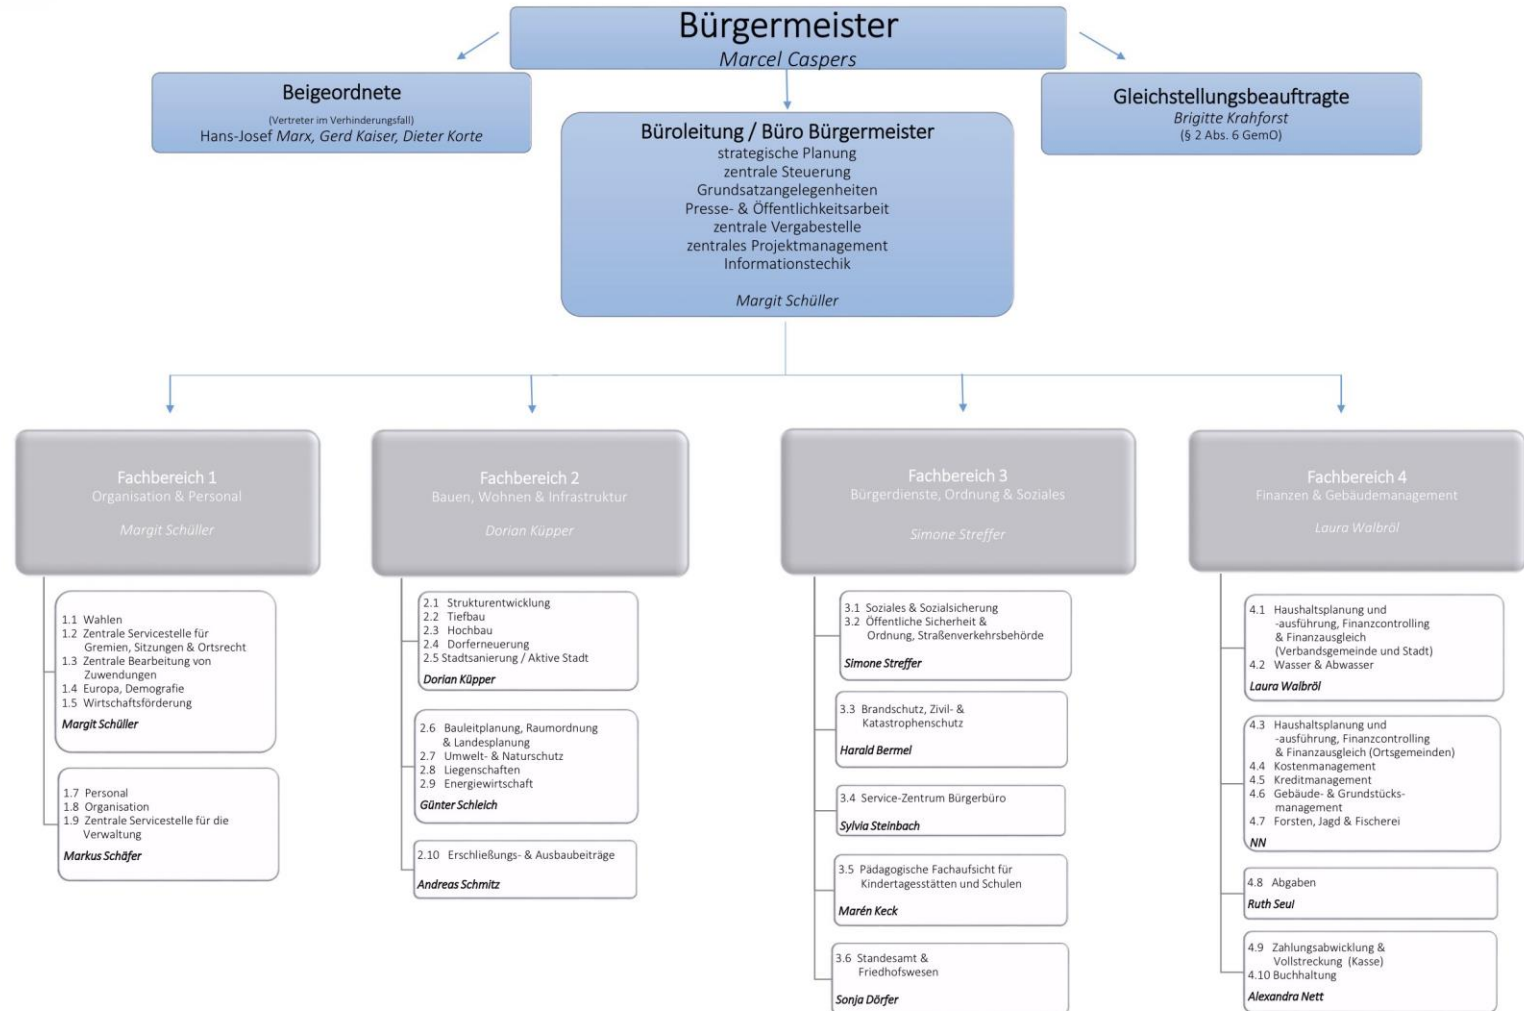 Bürgermeister
Marcel Caspers
Beigeordnete
(Vertreter im Verhinderungsfall)
Hans-Josef Marx, Gerd Kaiser, Dieter Korte
Büroleitung / Büro Bürgermeister
strategische Planung
zentrale Steuerung
Grundsatzangelegenheiten
Presse- & Öffentlichkeitsarbeit
zentrale Vergabestelle
zentrales Projektmanagement
Informationstechik
Margit Schüller
Gleichstellungsbeauftragte
Brigitte Krahforst
(§ 2 Abs. 6 GemO)
Fachbereich 1
Organisation & Personal
Margit Schüller
1.1 Wahlen
1.2 Zentrale Servicestelle für
Gremien, Sitzungen & Ortsrecht
1.3 Zentrale Bearbeitung von
Zuwendungen
1.4 Europa, Demografie
1.5 Wirtschaftsförderung
Margit Schüller
1.7 Personal
1.8 Organisation
1.9 Zentrale Servicestelle für die
Verwaltung
Markus Schäfer
Fachbereich 2
Bauen, Wohnen & Infrastruktur
Dorian Küpper
2.1 Strukturentwicklung
2.2 Tiefbau
2.3 Hochbau
2.4 Dorferneuerung
2.5 Stadtsanierung / Aktive Stadt
Dorian Küpper
2.6 Bauleitplanung, Raumordnung
& Landesplanung
2.7 Umwelt- & Naturschutz
2.8 Liegenschaften
2.9 Energiewirtschaft
Günter Schleich
2.10 Erschließungs- & Ausbaubeiträge
Andreas Schmitz
Fachbereich 3
Bürgerdienste, Ordnung & Soziales
Simone Streffer
3.1 Soziales & Sozialsicherung
3.2 Öffentliche Sicherheit &
Ordnung, Straßenverkehrsbehörde
Simone Streffer
3.3 Brandschutz, Zivil- &
Katastrophenschutz
Harald Bermel
3.4 Service-Zentrum Bürgerbüro
Sylvia Steinbach
3.5 Pädagogische Fachaufsicht für
Kindertagesstätten und Schulen
Marén Keck
3.6 Standesamt &
Friedhofswesen
Sonja Dörfer
Fachbereich 4
Finanzen & Gebäudemanagement
Laura Walbröl
4.1 Haushaltsplanung und
-ausführung, Finanzcontrolling
& Finanzausgleich
(Verbandsgemeinde und Stadt)
4.2 Wasser & Abwasser
Laura Walbröl
4.3 Haushaltsplanung und
-ausführung, Finanzcontrolling
& Finanzausgleich (Ortsgemeinden)
4.4 Kostenmanagement
4.5 Kreditmanagement
4.6 Gebäude- & Grundstücks-
management
4.7 Forsten, Jagd & Fischerei
NN
4.8 Abgaben
Ruth Seul
4.9 Zahlungsabwicklung &
Vollstreckung (Kasse)
4.10 Buchhaltung
Alexandra Nett